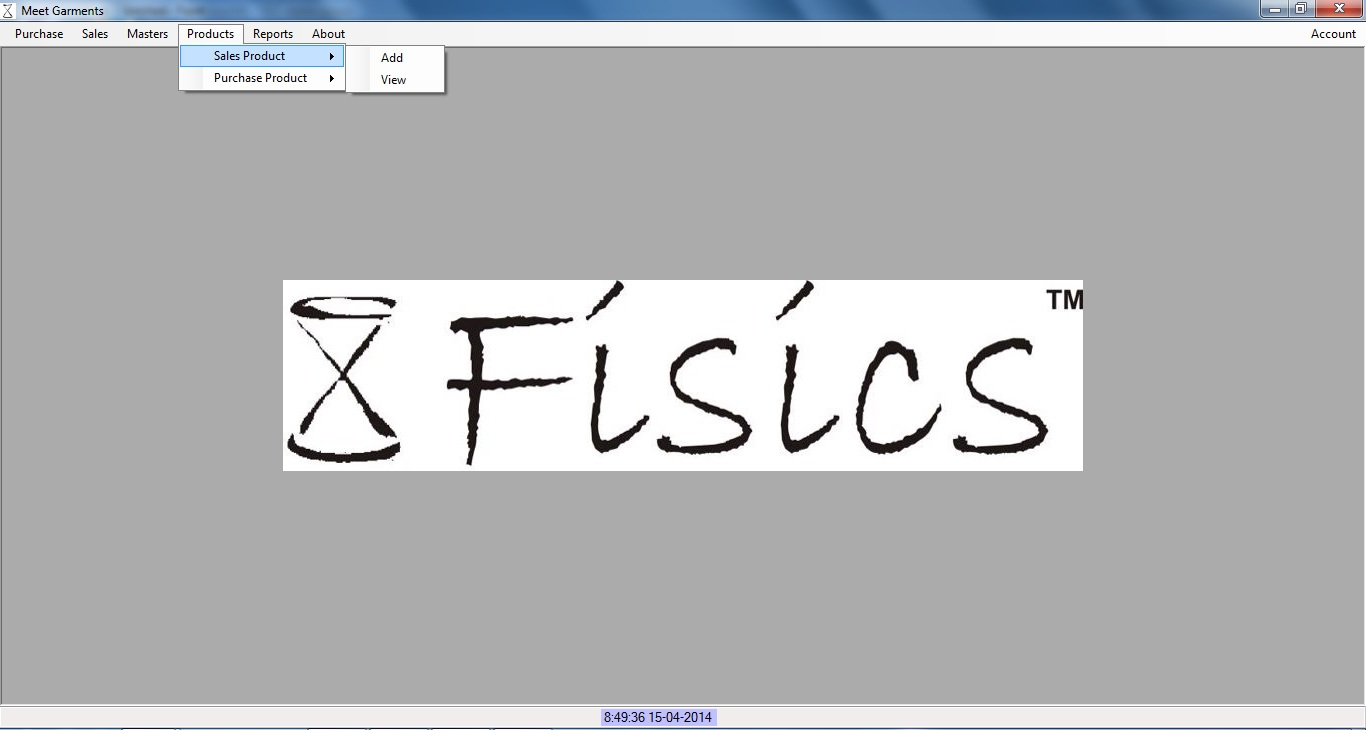 Meet Garments
Purchase Sales Masters Products Reports About Account
Sales Product Add
Purchase Product View
Físícs TM
8:49:36 15-04-2014